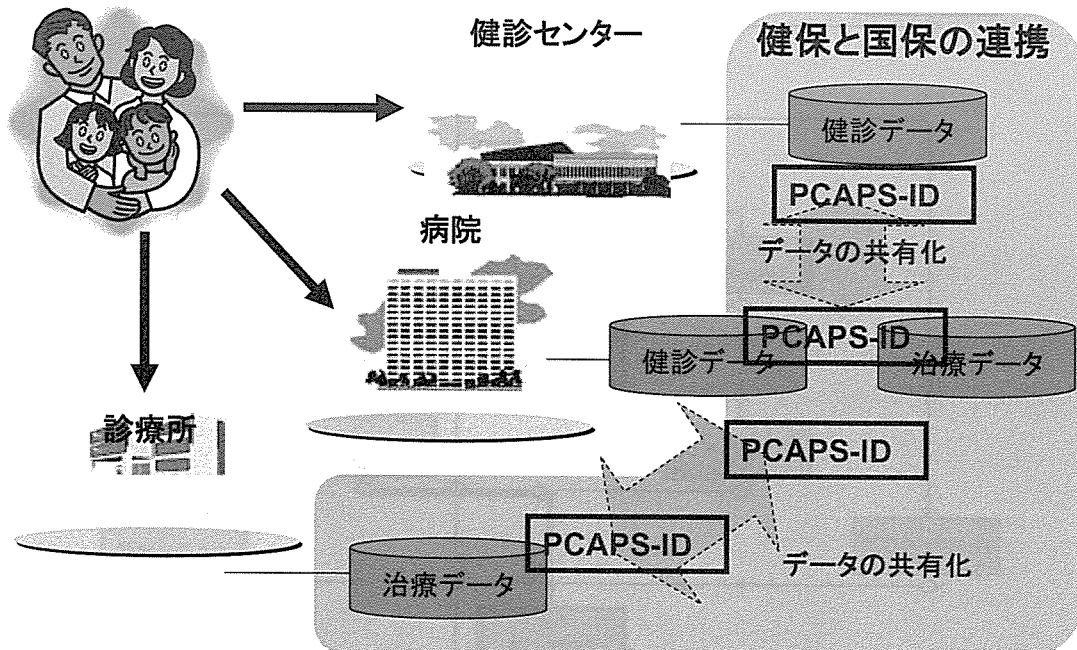 健診センター
健保と国保の連携
健診データ
PCAPS-ID
データの共有化
病院
PCAPS-ID
健診データ
治療データ
診療所
PCAPS-ID
PCAPS-ID
データの共有化
治療データ